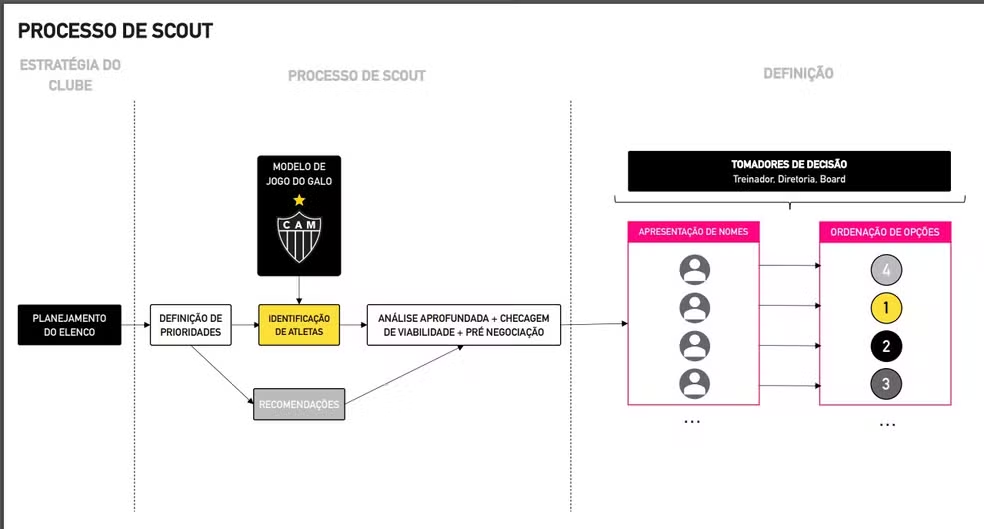 PROCESSO DE SCOUT
ESTRATÉGIA DO
CLUBE
PROCESSO DE SCOUT
DEFINIÇÃO
MODELO DE
JOGO DO GALO
CAM
TOMADORES DE DECISÃO
Treinador, Diretoria, Board
PLANEJAMENTO
DO ELENCO
DEFINIÇÃO DE
PRIORIDADES
IDENTIFICAÇÃO
DE ATLETAS
ANÁLISE APROFUNDADA + CHECAGEM
DE VIABILIDADE + PRÉ NEGOCIAÇÃO
RECOMENDAÇÕES
APRESENTAÇÃO DE NOMES
...
ORDENAÇÃO DE OPÇÕES
4
1
2
3
...